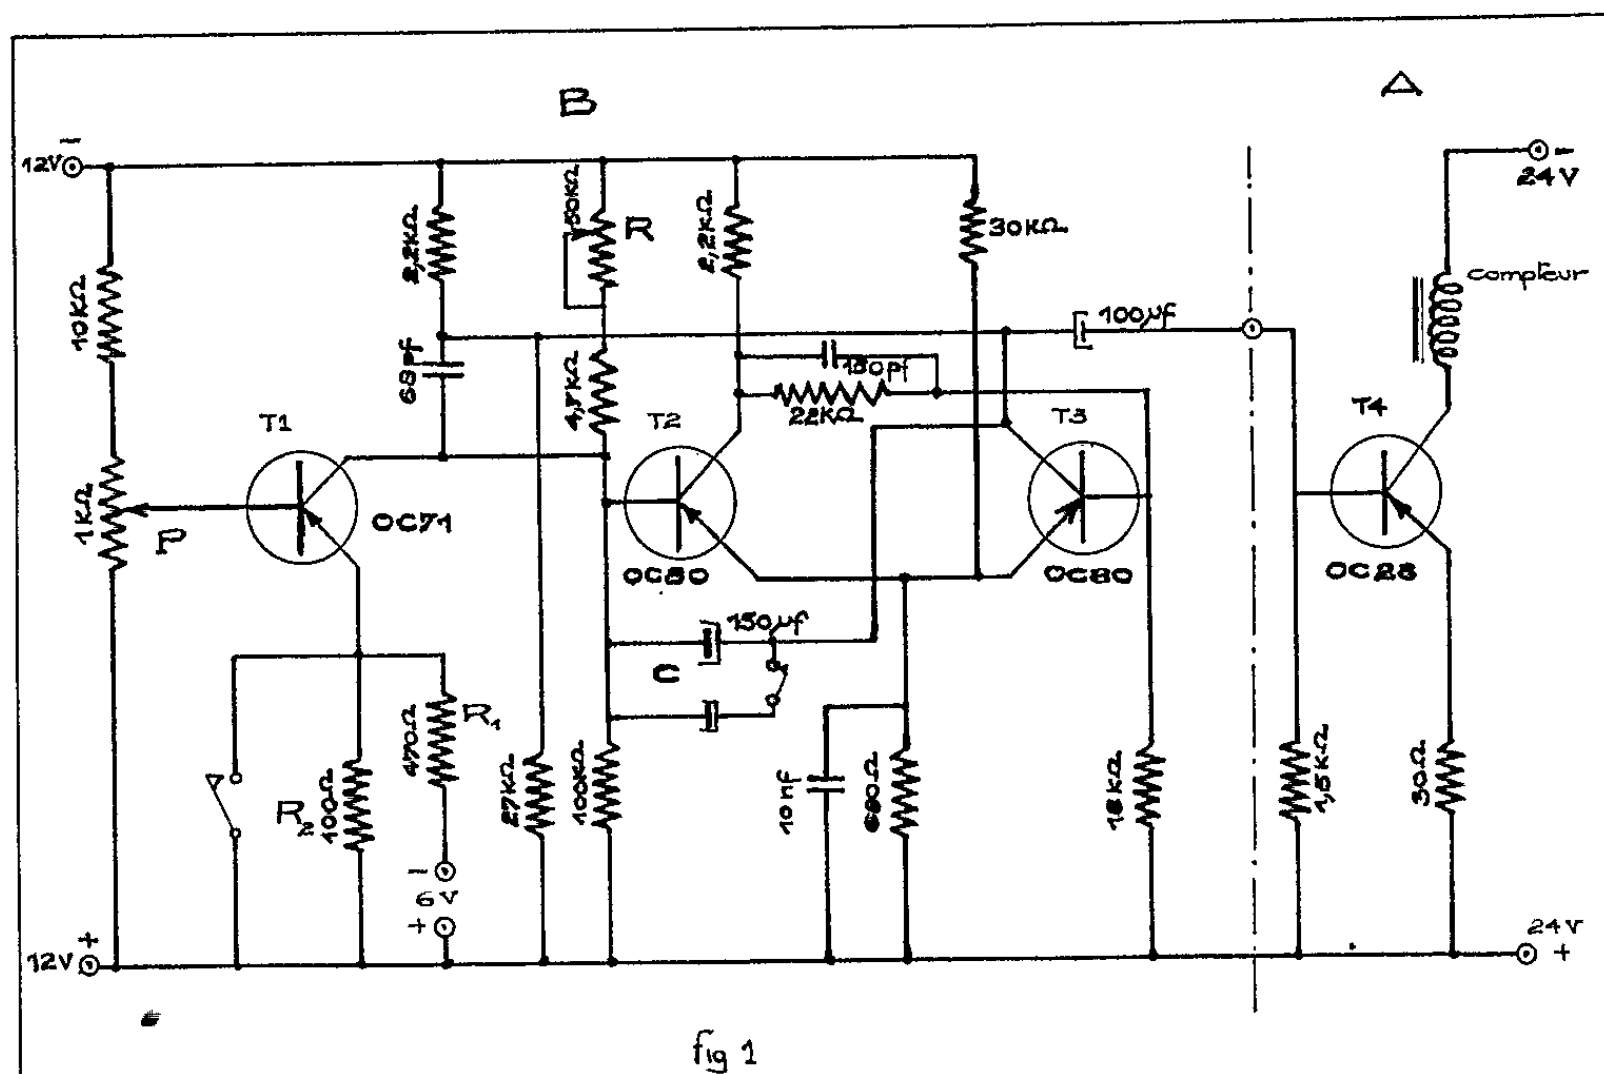 B
A
12V −
− 24V
2,2KΩ
50KΩ
R
2,2KΩ
30KΩ
compteur
10KΩ
100µf
68pf
4,7KΩ
150pf
22KΩ
T1
T2
T3
T4
1KΩ
P
OC71
OC80
OC80
OC28
150µf
C
470Ω
R1
R2
100Ω
27KΩ
100KΩ
10nf
680Ω
18KΩ
1,5KΩ
30Ω
−
6V
+
12V +
24V +
fig 1